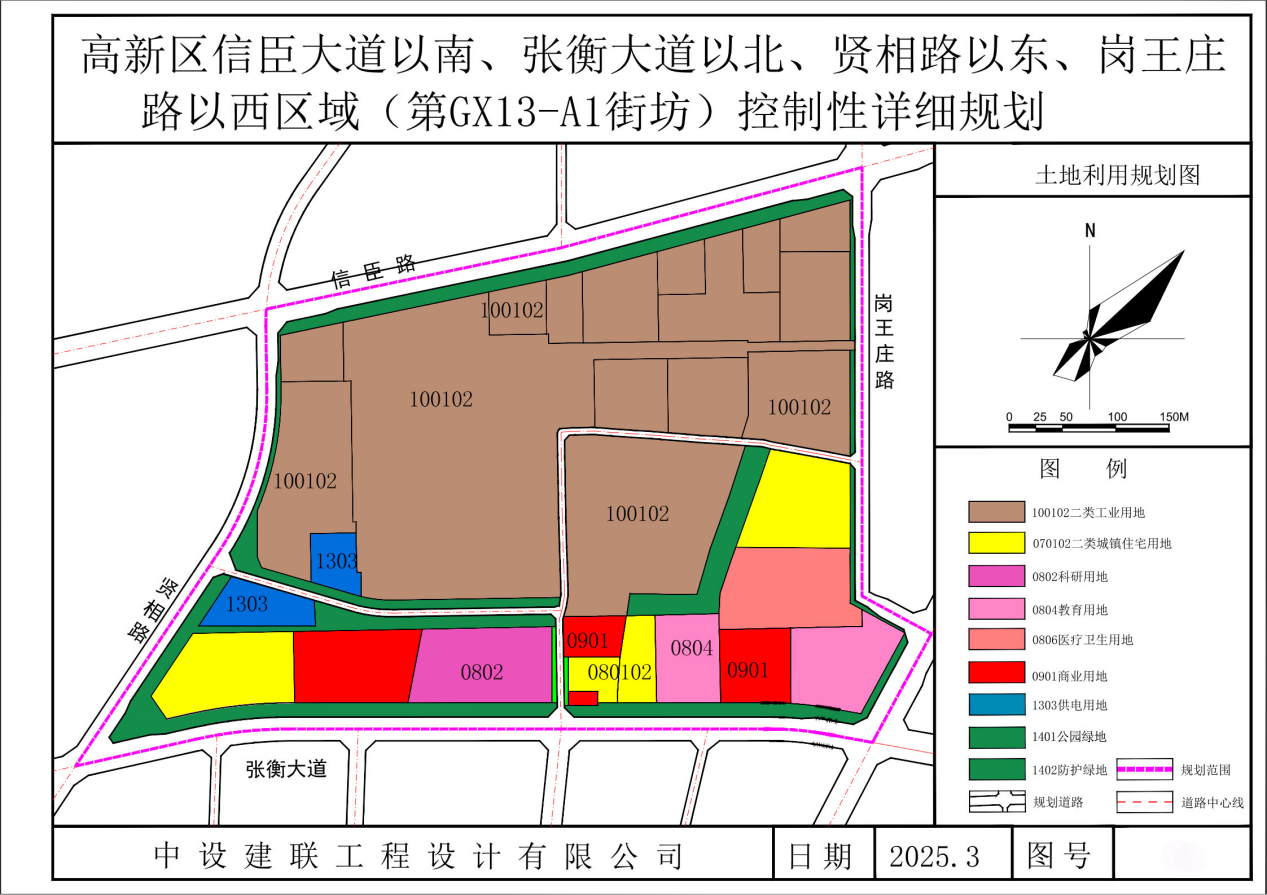 高新区信臣大道以南、张衡大道以北、贤相路以东、岗王庄
路以西区域（第GX13-A1街坊）控制性详细规划
土地利用规划图
N
0 25 50 100 150M
信臣路
岗王庄路
贤相路
张衡大道
100102
100102
100102
100102
100102
1303
1303
0901
0802
080102
0804
0901
图 例
100102二类工业用地
070102二类城镇住宅用地
0802科研用地
0804教育用地
0806医疗卫生用地
0901商业用地
1303供电用地
1401公园绿地
1402防护绿地
规划范围
规划道路
道路中心线
中设建联工程设计有限公司
日期
2025.3
图号